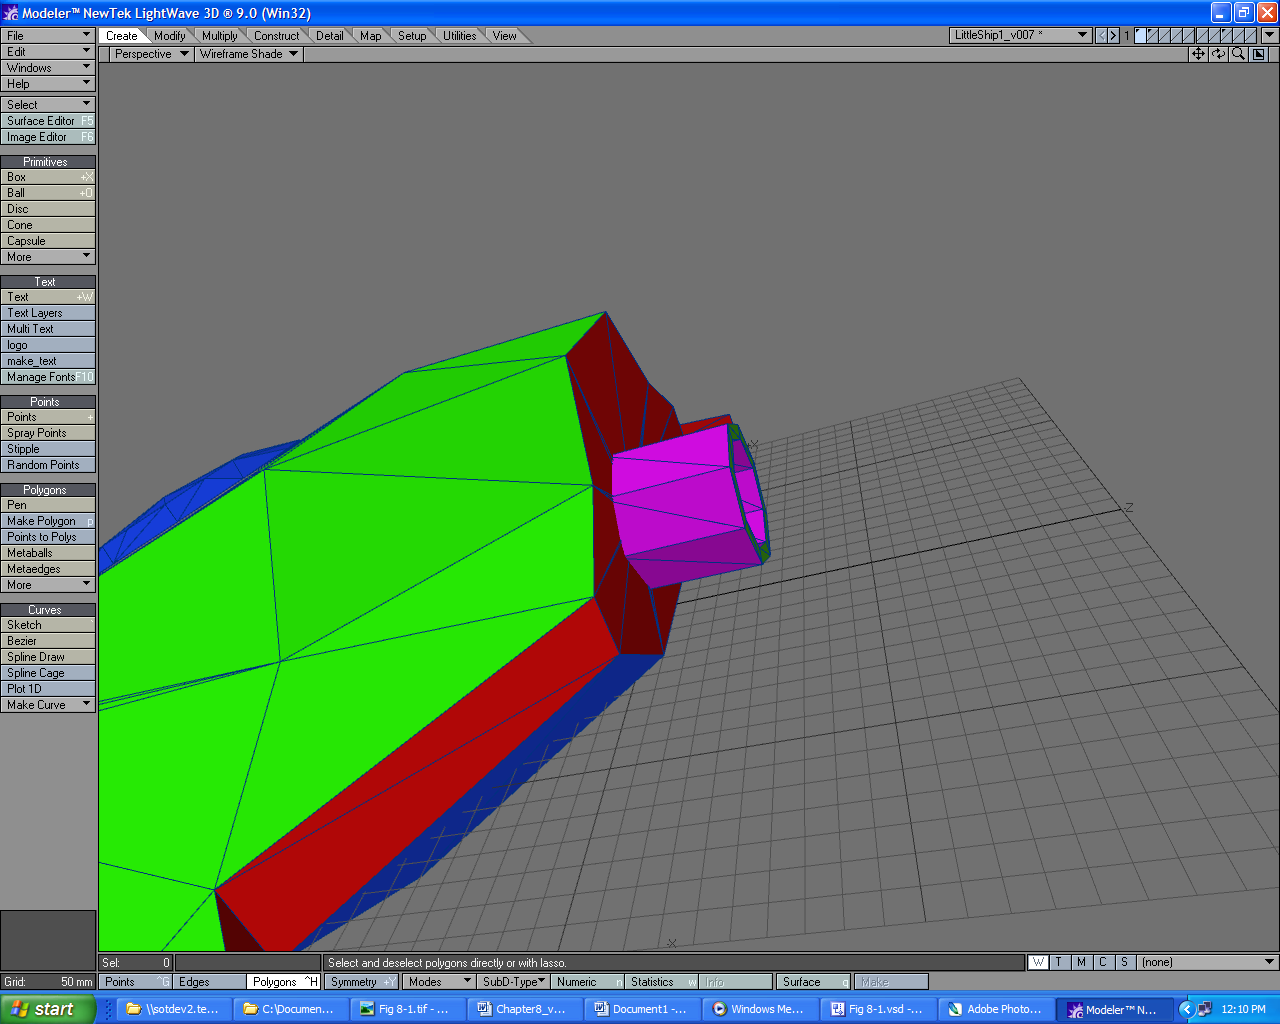 Modeler™ NewTek LightWave 3D ® 9.0 (Win32)
File
Edit
Windows
Help
Select
Surface Editor F5
Image Editor F6
Primitives
Box +X
Ball +O
Disc
Cone
Capsule
More
Text
Text +W
Text Layers
Multi Text
logo
make_text
Manage Fonts F10
Points
Points +
Spray Points
Stipple
Random Points
Polygons
Pen
Make Polygon p
Points to Polys
Metaballs
Metaedges
More
Curves
Sketch `
Bezier
Spline Draw
Spline Cage
Plot 1D
Make Curve
Create Modify Multiply Construct Detail Map Setup Utilities View
LittleShip1_v007 * 1
Perspective Wireframe Shade
X
Z
X
Sel: 0 Select and deselect polygons directly or with lasso. W T M C S (none)
Grid: 50 mm Points ^G Edges Polygons ^H Symmetry +Y Modes SubD-Type Numeric n Statistics w Info Surface q Make
start \\sotdev2.te... C:\Documen... Fig 8-1.tif - ... Chapter8_v... Document1 -... Windows Me... Fig 8-1.vsd -... Adobe Photo... Modeler™ N... 12:10 PM